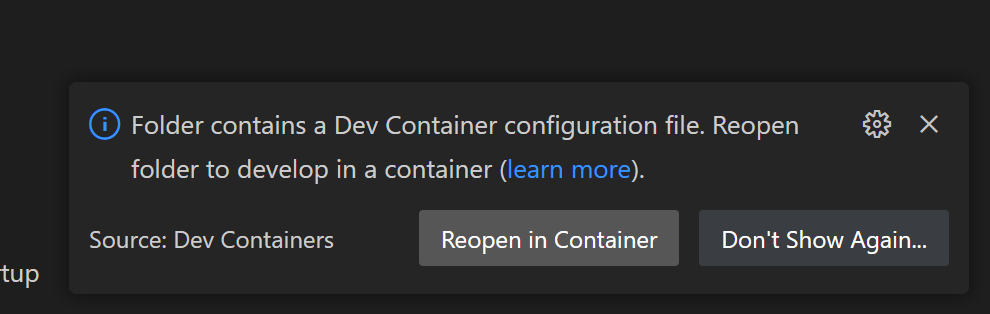 Folder contains a Dev Container configuration file. Reopen
folder to develop in a container (learn more).
Source: Dev Containers
Reopen in Container
Don't Show Again...
tup